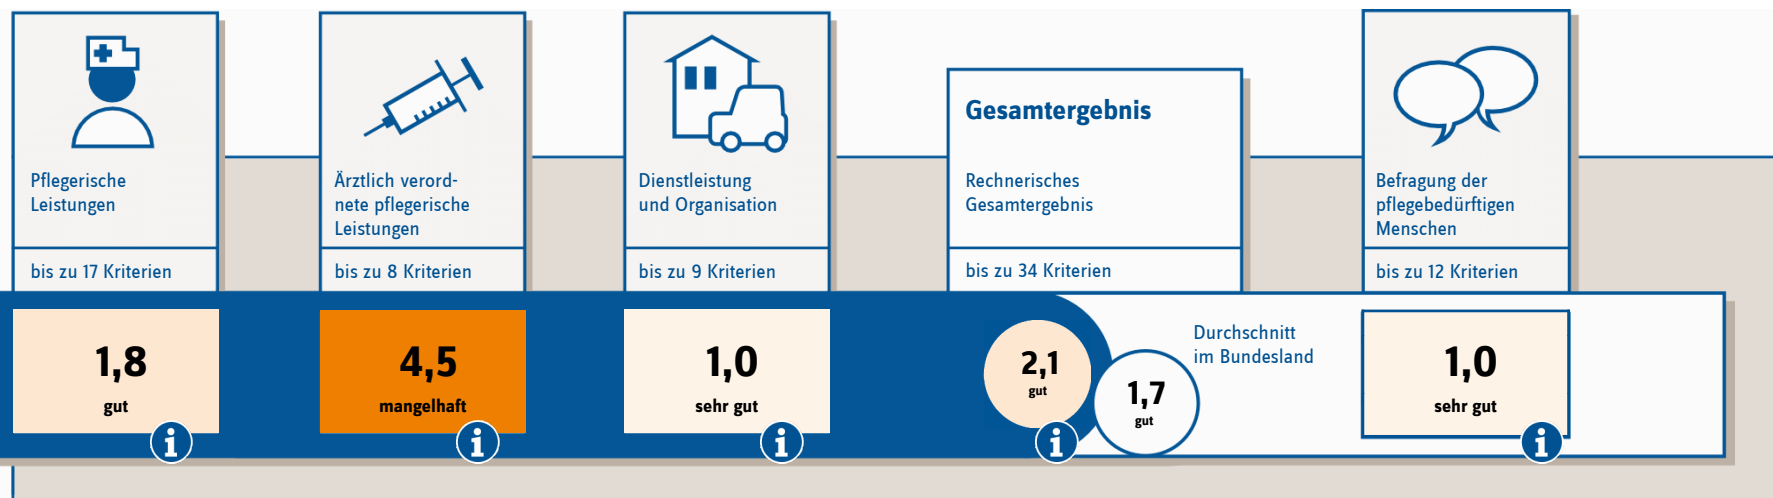 Pflegerische
Leistungen
bis zu 17 Kriterien
1,8
gut
Ärztlich verord-
nete pflegerische
Leistungen
bis zu 8 Kriterien
4,5
mangelhaft
Dienstleistung
und Organisation
bis zu 9 Kriterien
1,0
sehr gut
Gesamtergebnis
Rechnerisches
Gesamtergebnis
bis zu 34 Kriterien
2,1
gut
1,7
gut
Durchschnitt
im Bundesland
Befragung der
pflegebedürftigen
Menschen
bis zu 12 Kriterien
1,0
sehr gut